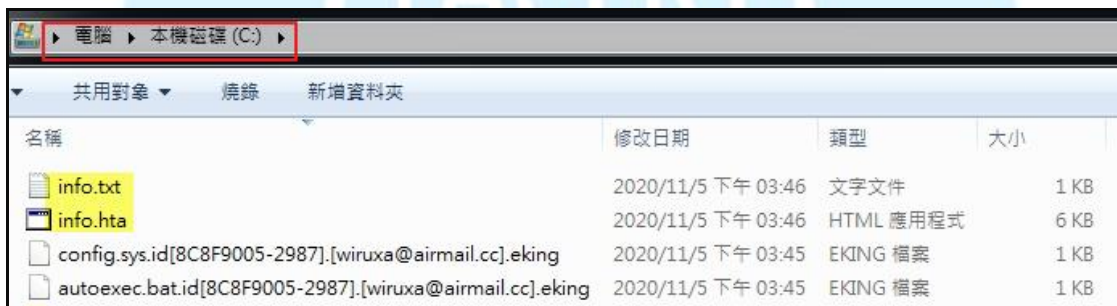 電腦 ▸ 本機磁碟 (C:) ▸
共用對象 燒錄 新增資料夾
名稱 修改日期 類型 大小
info.txt 2020/11/5 下午 03:46 文字文件 1 KB
info.hta 2020/11/5 下午 03:46 HTML 應用程式 6 KB
config.sys.id[8C8F9005-2987].[wiruxa@airmail.cc].eking 2020/11/5 下午 03:45 EKING 檔案 1 KB
autoexec.bat.id[8C8F9005-2987].[wiruxa@airmail.cc].eking 2020/11/5 下午 03:45 EKING 檔案 1 KB